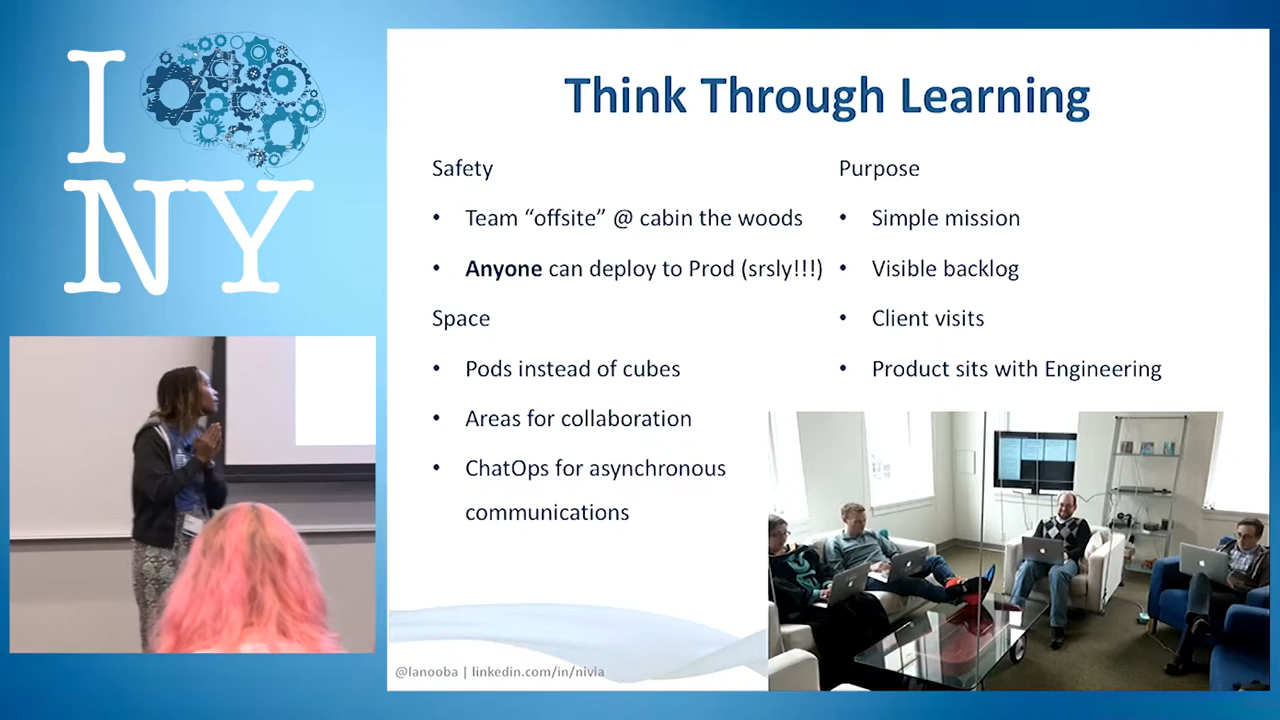 I
NY
Think Through Learning
Safety
• Team “offsite” @ cabin the woods
• Anyone can deploy to Prod (srsly!!!)
Space
• Pods instead of cubes
• Areas for collaboration
• ChatOps for asynchronous
communications
Purpose
• Simple mission
• Visible backlog
• Client visits
• Product sits with Engineering
@lanooba | linkedin.com/in/nivia